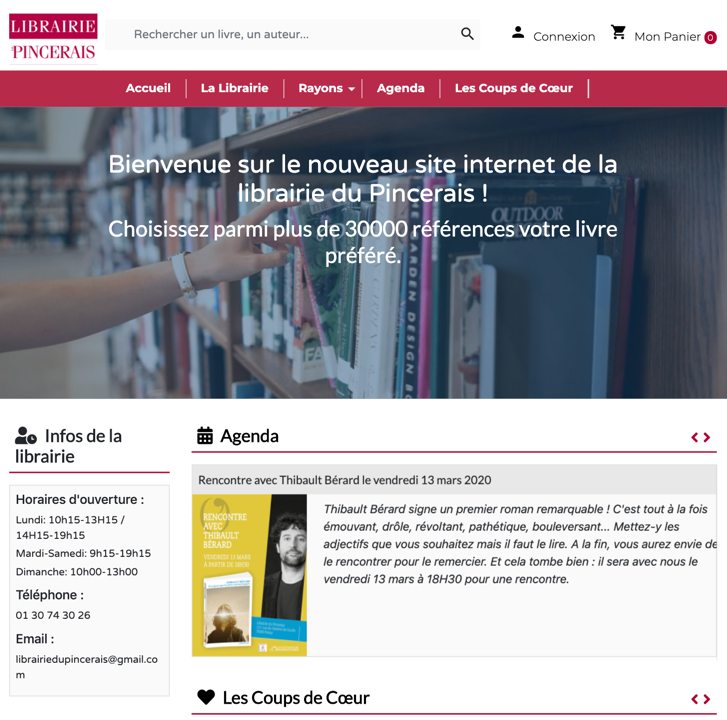 LIBRAIRIE
DU PINCERAIS
Rechercher un livre, un auteur...
Connexion
Mon Panier 0
Accueil
La Librairie
Rayons
Agenda
Les Coups de Cœur
Bienvenue sur le nouveau site internet de la
librairie du Pincerais !
Choisissez parmi plus de 30000 références votre livre
préféré.
OUTDOOR
GARDEN DESIGN
Infos de la
librairie
Horaires d'ouverture :
Lundi: 10h15-13H15 /
14H15-19h15
Mardi-Samedi: 9h15-19h15
Dimanche: 10h00-13h00
Téléphone :
01 30 74 30 26
Email :
librairiedupincerais@gmail.co
m
Agenda
Rencontre avec Thibault Bérard le vendredi 13 mars 2020
RENCONTRE
AVEC
THIBAULT
BÉRARD
VENDREDI 13 MARS
À PARTIR DE 18H30
Thibault Bérard signe un premier roman remarquable ! C'est tout à la fois
émouvant, drôle, révoltant, pathétique, bouleversant... Mettez-y les
adjectifs que vous souhaitez mais il faut le lire. A la fin, vous aurez envie de
le rencontrer pour le remercier. Et cela tombe bien : il sera avec nous le
vendredi 13 mars à 18H30 pour une rencontre.
Les Coups de Cœur